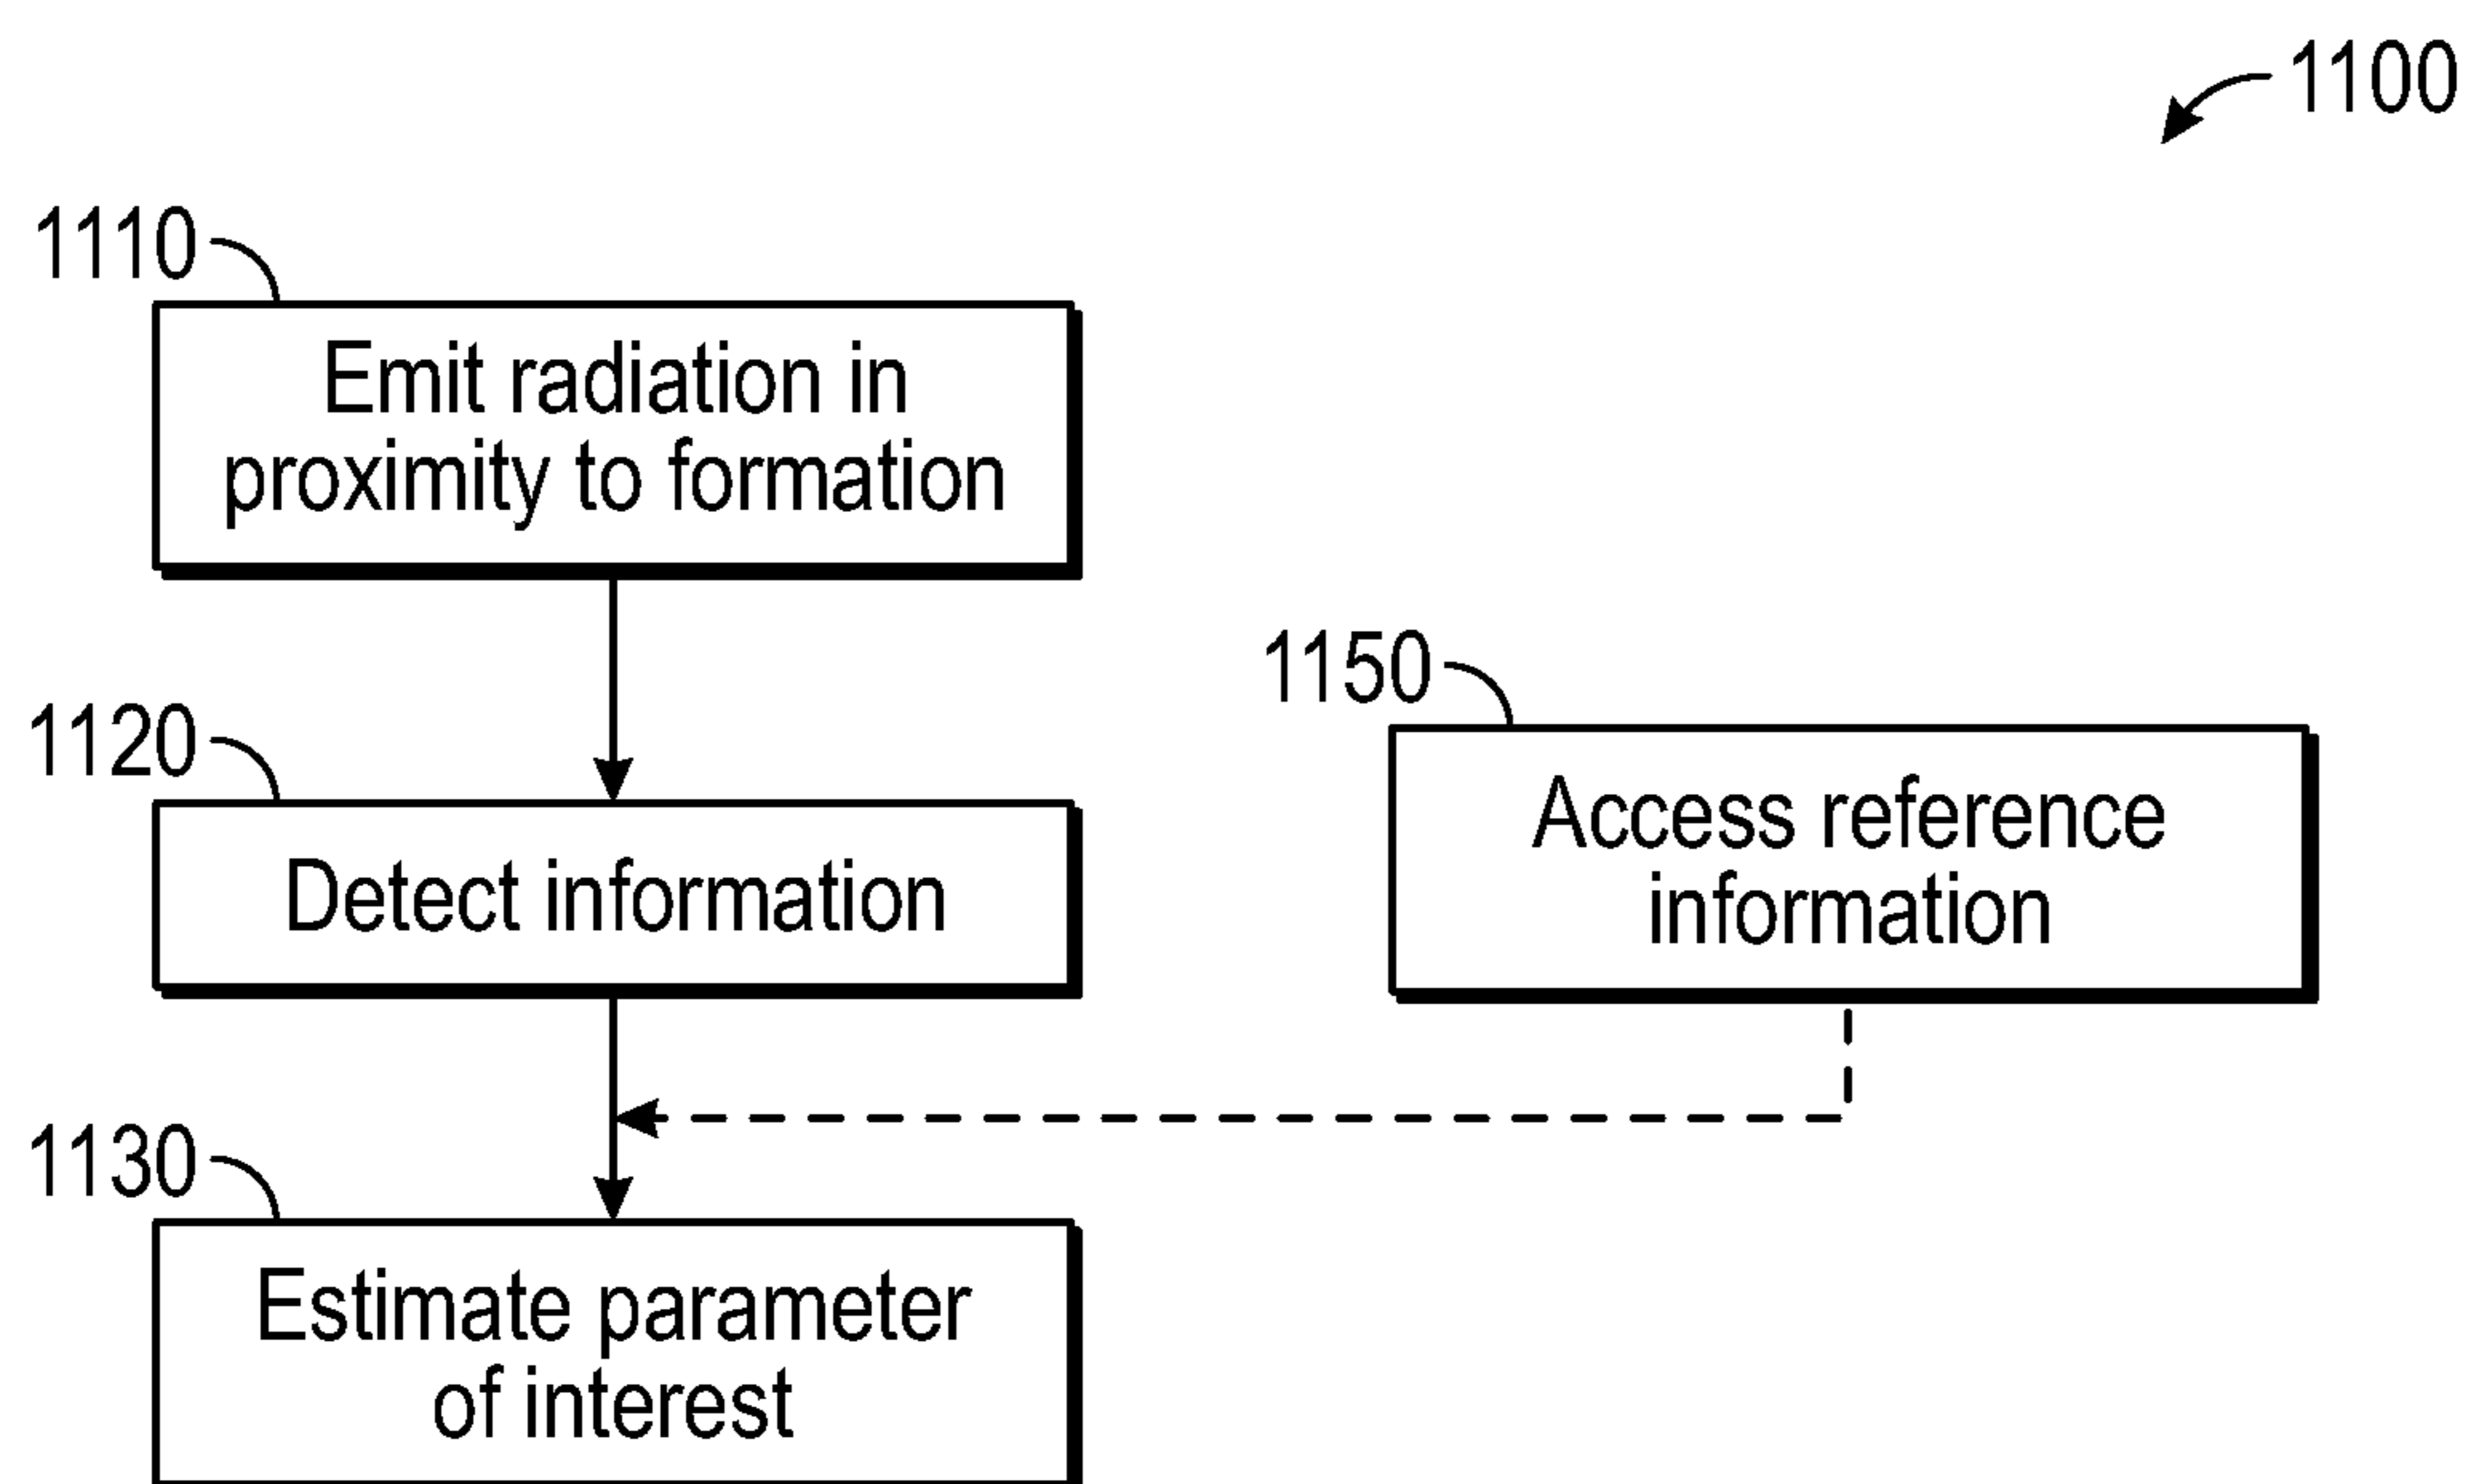 1100
1110
Emit radiation in
proximity to formation
1120
Detect information
1150
Access reference
information
1130
Estimate parameter
of interest